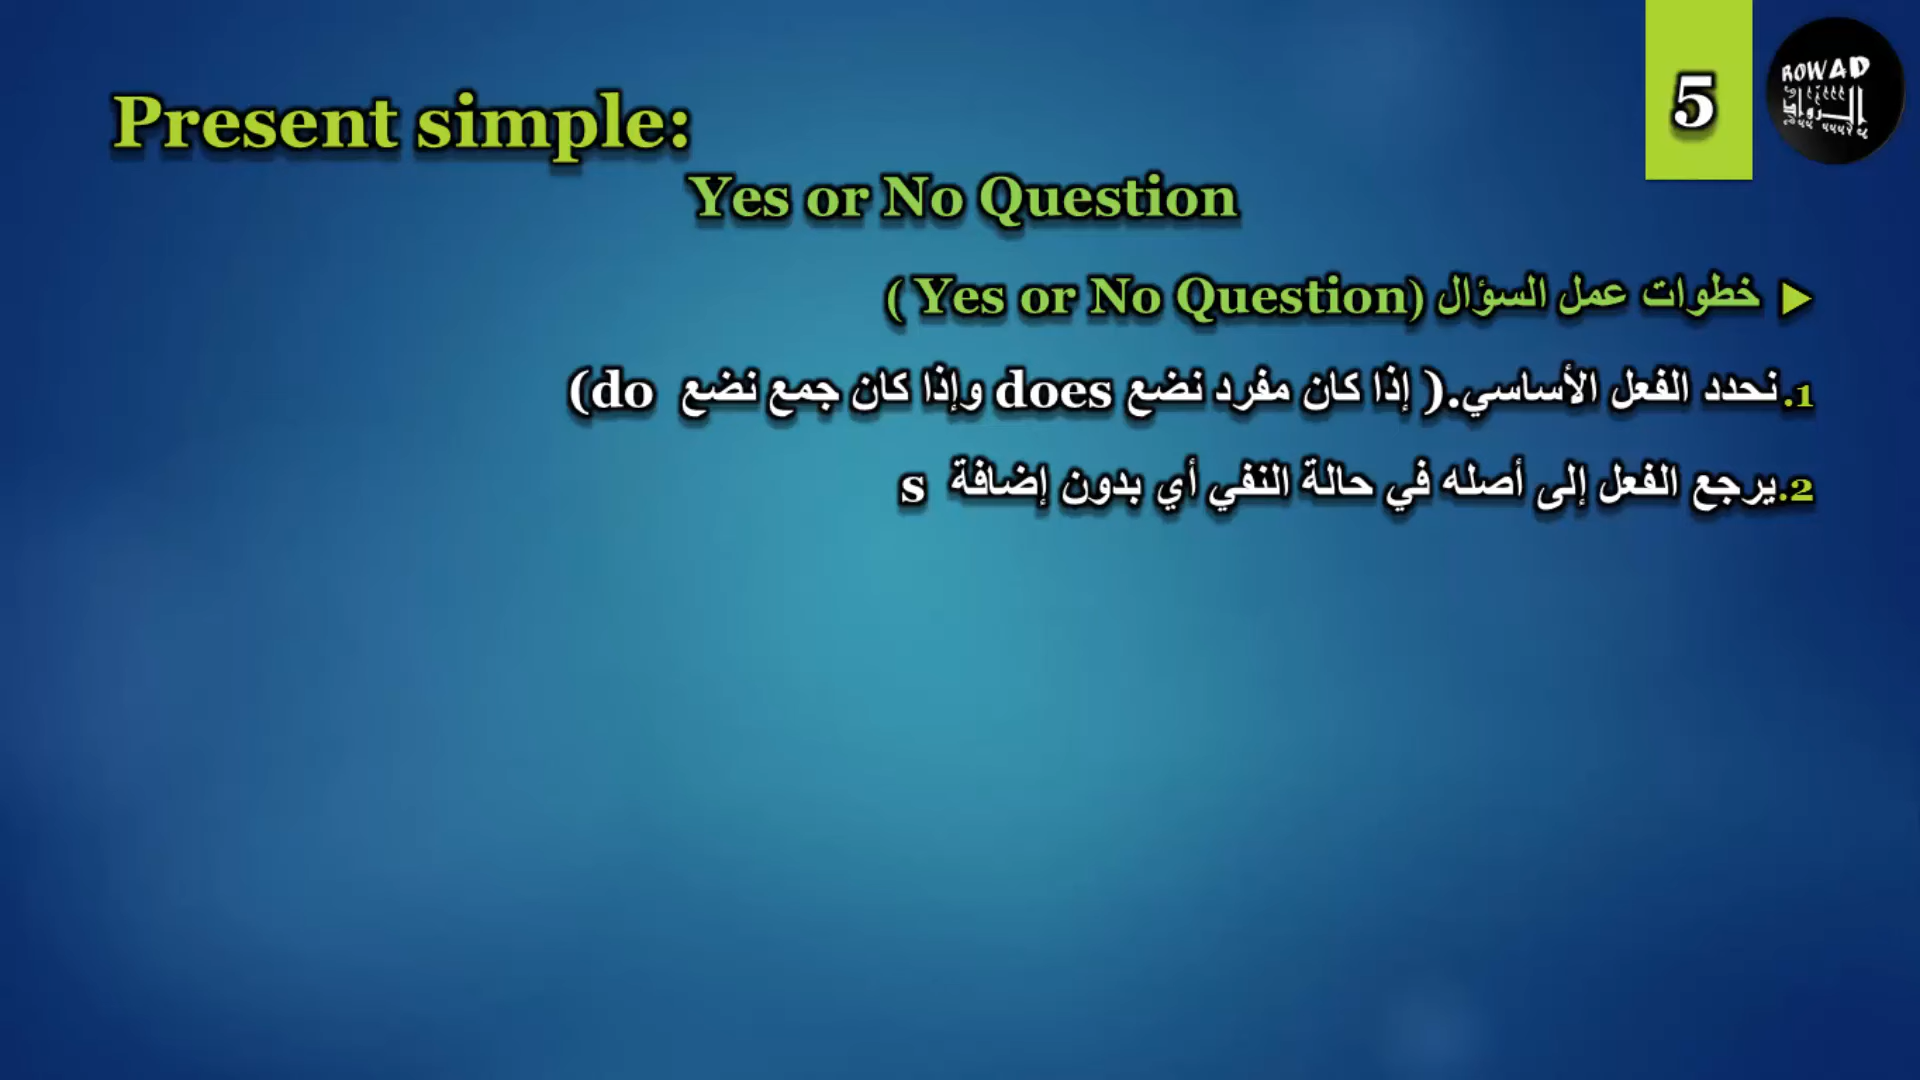 5
ROWAD
الرواد
Present simple:
Yes or No Question
خطوات عمل السؤال (Yes or No Question )
1. نحدد الفعل الأساسي.( إذا كان مفرد نضع does وإذا كان جمع نضع do)
2. يرجع الفعل إلى أصله في حالة النفي أي بدون إضافة s